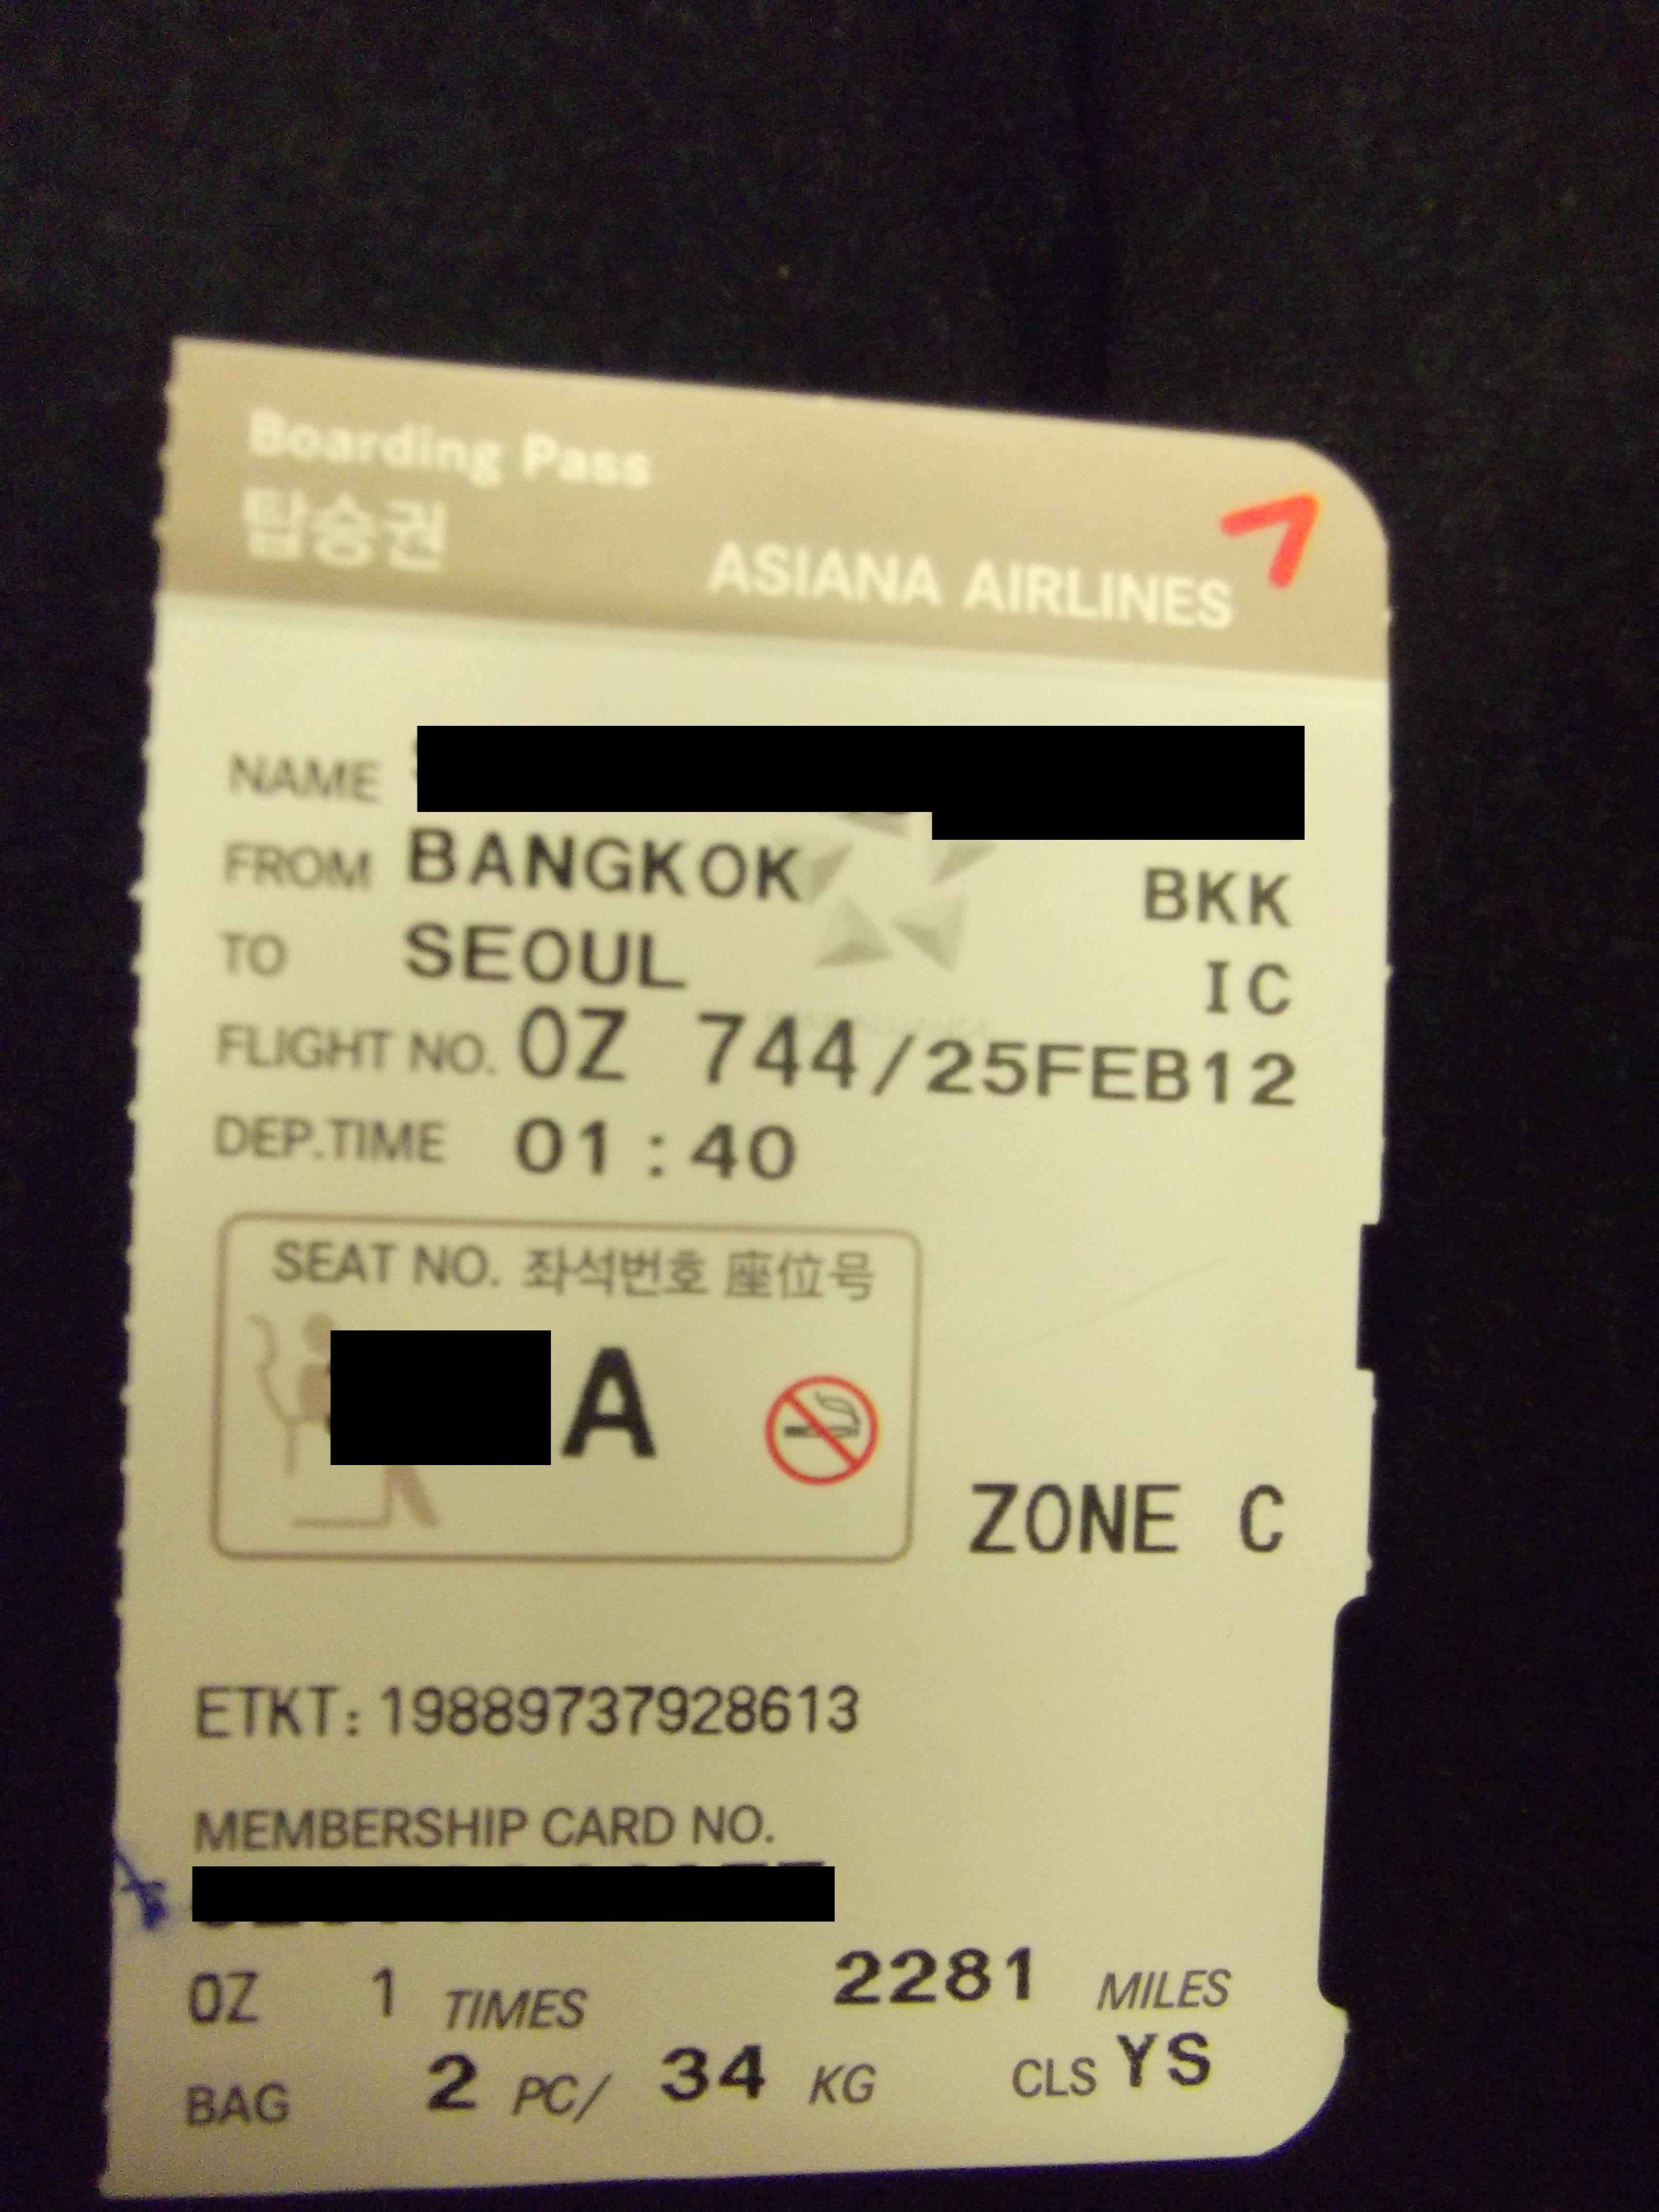 Boarding Pass
탑승권
ASIANA AIRLINES
NAME
FROM BANGKOK BKK
TO SEOUL IC
FLIGHT NO. OZ 744/25FEB12
DEP.TIME 01:40
SEAT NO. 좌석번호 座位号
A
ZONE C
ETKT: 19889737928613
MEMBERSHIP CARD NO.
OZ 1 TIMES 2281 MILES
BAG 2 PC/ 34 KG CLS YS